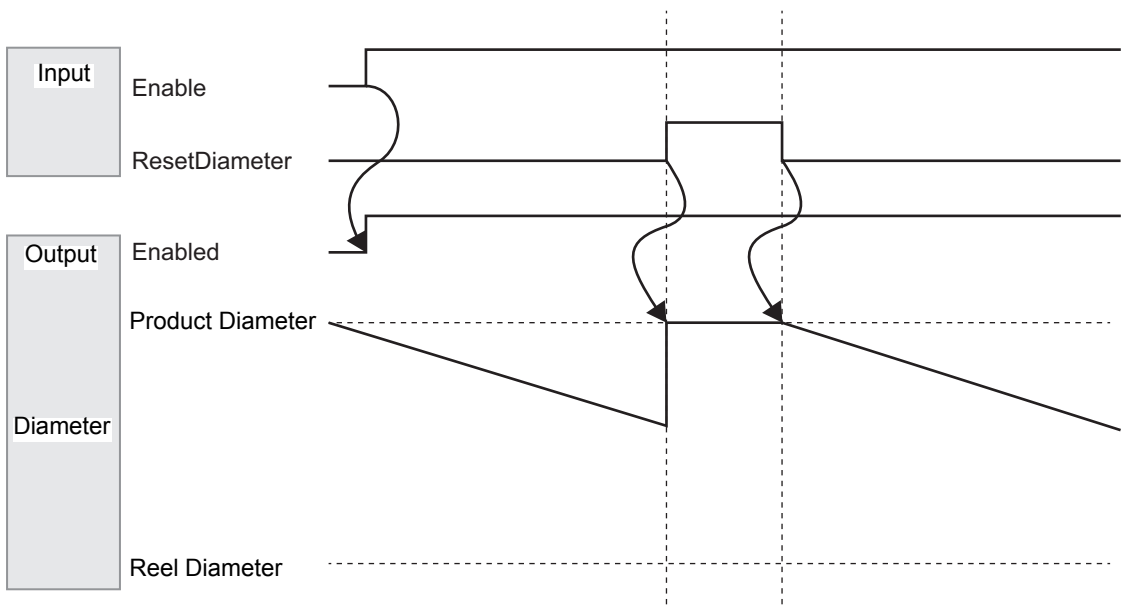 Input
Enable
ResetDiameter
Output
Enabled
Product Diameter
Diameter
Reel Diameter